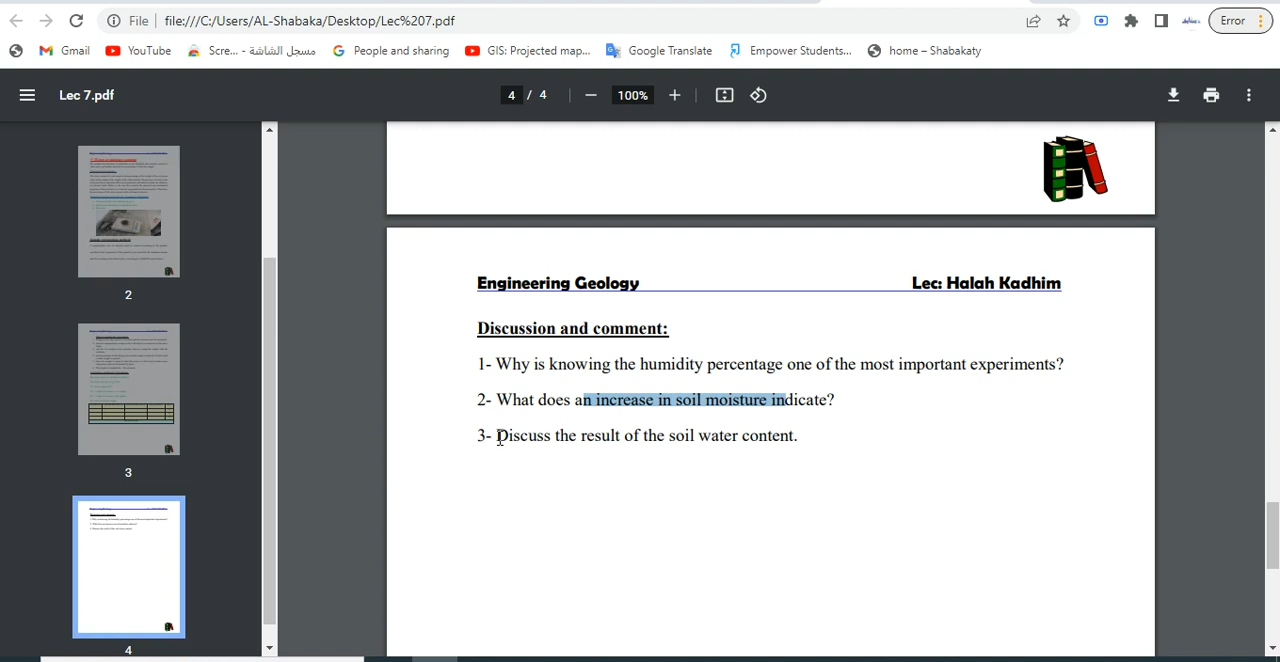 File file:///C:/Users/AL-Shabaka/Desktop/Lec%207.pdf Error
Gmail YouTube Scre... - مسجل الشاشة People and sharing GIS: Projected map... Google Translate Empower Students... home – Shabakaty
Lec 7.pdf 4 / 4 100%
2
3
4
Engineering Geology Lec: Halah Kadhim
Discussion and comment:
1- Why is knowing the humidity percentage one of the most important experiments?
2- What does an increase in soil moisture indicate?
3- Discuss the result of the soil water content.